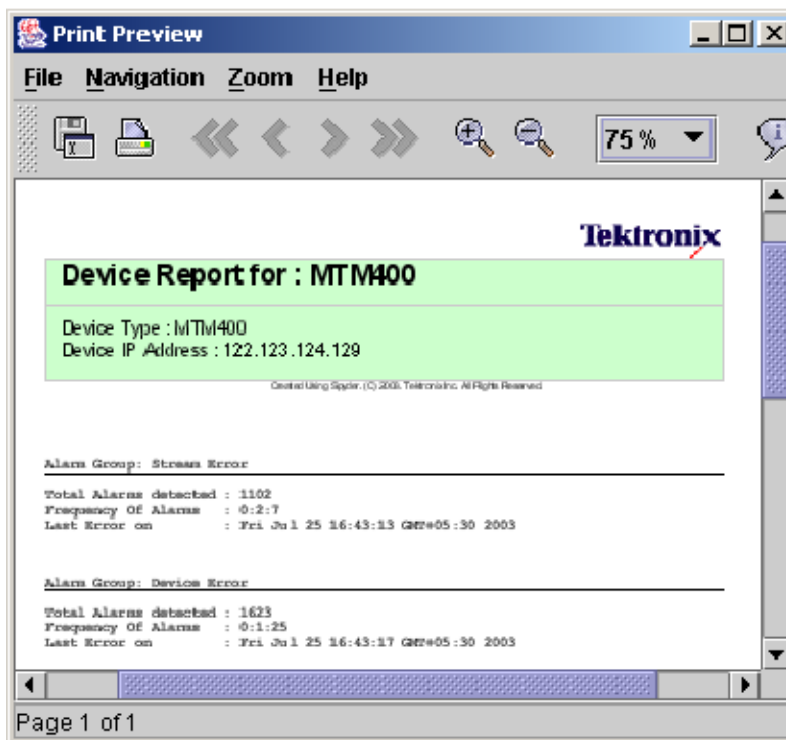 Print Preview
File Navigation Zoom Help
75 %
Tektronix
Device Report for : MTM400
Device Type : MTM400
Device IP Address : 122.123.124.129
Created Using Spyder. (C) 2003. Tektronix Inc. All Rights Reserved
Alarm Group: Stream Error
Total Alarms detected : 1102
Frequency Of Alarms : 0:2:7
Last Error on : Fri Jul 25 16:43:13 GMT+05:30 2003
Alarm Group: Device Error
Total Alarms detected : 1623
Frequency Of Alarms : 0:1:25
Last Error on : Fri Jul 25 16:43:17 GMT+05:30 2003
Page 1 of 1